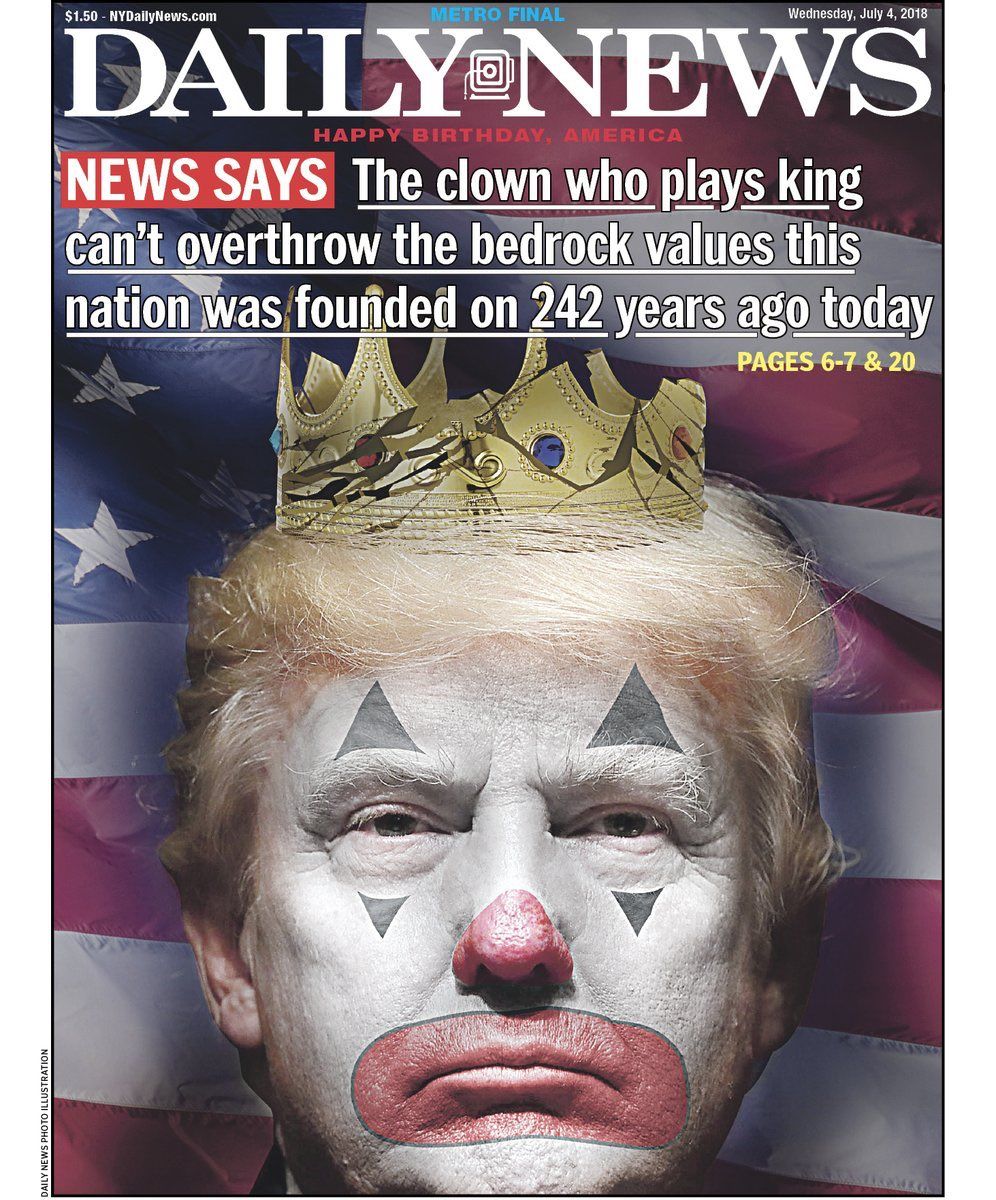 $1.50 - NYDailyNews.com
METRO FINAL
Wednesday, July 4, 2018
DAILY NEWS
HAPPY BIRTHDAY, AMERICA
NEWS SAYS The clown who plays king
can't overthrow the bedrock values this
nation was founded on 242 years ago today
PAGES 6-7 & 20
DAILY NEWS PHOTO ILLUSTRATION